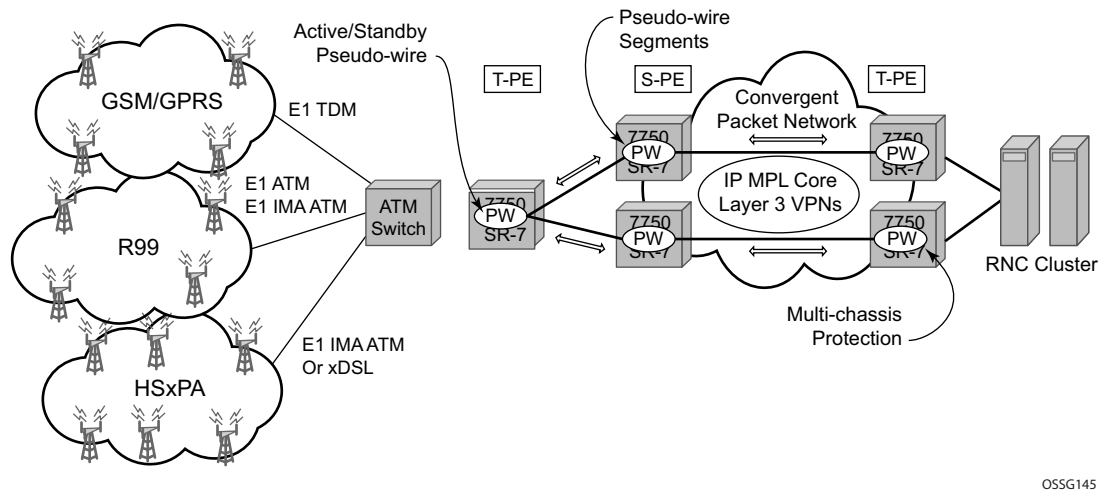 Active/Standby
Pseudo-wire
Pseudo-wire
Segments
T-PE
S-PE
T-PE
GSM/GPRS
E1 TDM
Convergent
Packet Network
7750
PW
SR-7
7750
PW
SR-7
E1 ATM
E1 IMA ATM
ATM
Switch
7750
PW
SR-7
IP MPL Core
Layer 3 VPNs
R99
7750
PW
SR-7
7750
PW
SR-7
RNC Cluster
Multi-chassis
Protection
E1 IMA ATM
Or xDSL
HSxPA
OSSG145